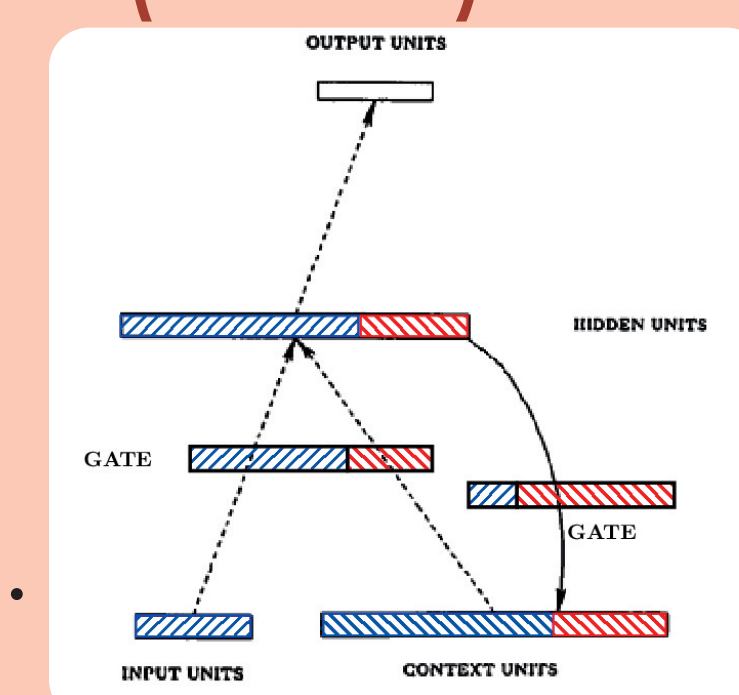 OUTPUT UNITS
HIDDEN UNITS
GATE
GATE
INPUT UNITS
CONTEXT UNITS